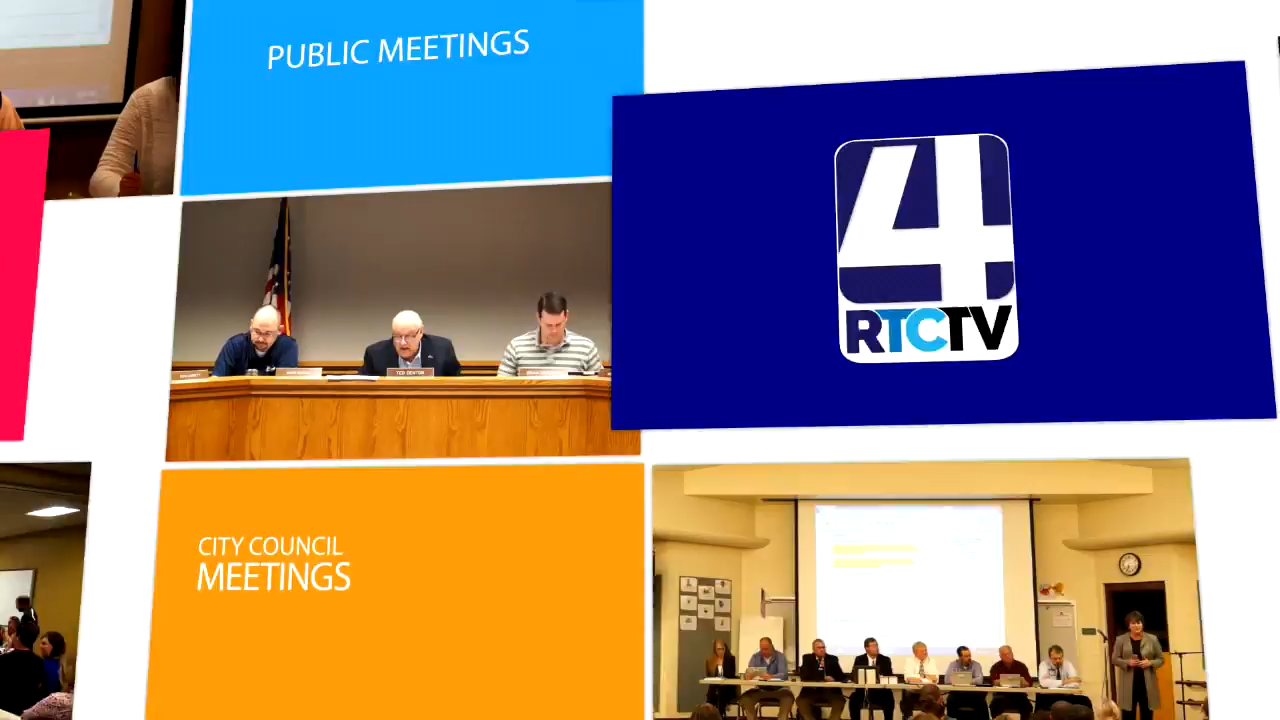 PUBLIC MEETINGS
4
RTCTV
TED DENTON
CITY COUNCIL
MEETINGS